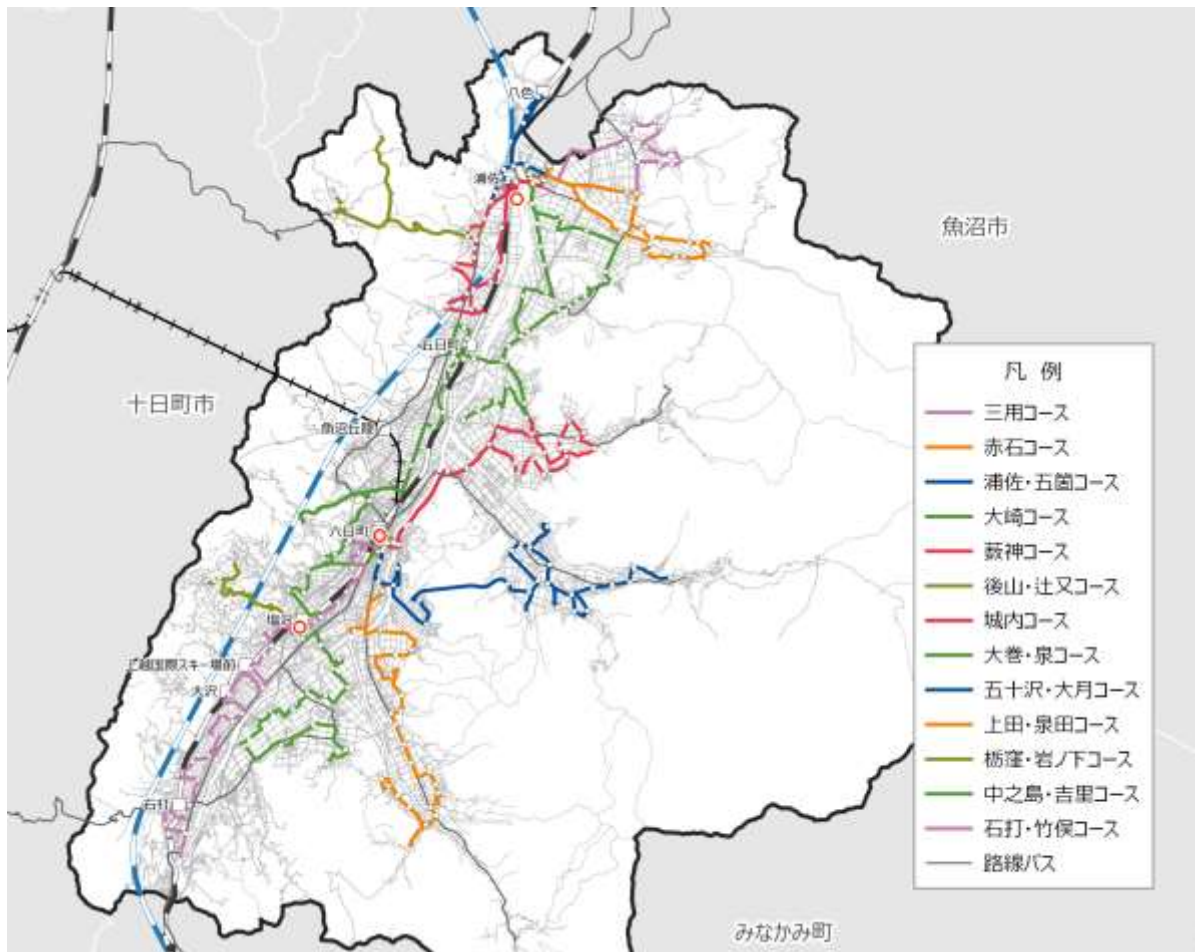 八色
浦佐
魚沼市
五日町
十日町市
魚沼丘陵
六日町
塩沢
上越国際スキー場前
大沢
石打
みなかみ町
凡 例
三用コース
赤石コース
浦佐・五箇コース
大崎コース
薮神コース
後山・辻又コース
城内コース
大巻・泉コース
五十沢・大月コース
上田・泉田コース
栃窪・岩ノ下コース
中之島・吉里コース
石打・竹俣コース
路線バス